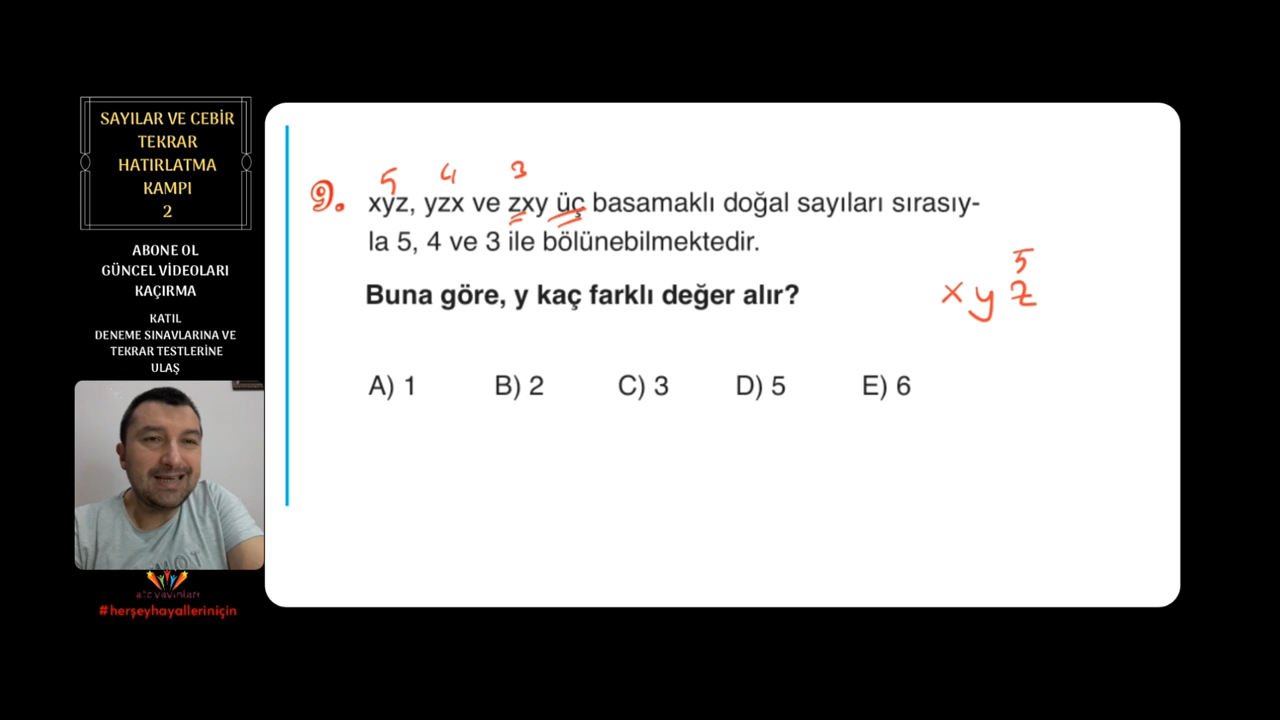 SAYILAR VE CEBİR
TEKRAR
HATIRLATMA
KAMPI
2
ABONE OL
GÜNCEL VİDEOLARI
KAÇIRMA
KATIL
DENEME SINAVLARINA VE
TEKRAR TESTLERİNE
ULAŞ
#herşeyhayalleriniçin
5 4 3
9. xyz, yzx ve zxy üç basamaklı doğal sayıları sırasıy-
la 5, 4 ve 3 ile bölünebilmektedir.
5
x y z
Buna göre, y kaç farklı değer alır?
A) 1 B) 2 C) 3 D) 5 E) 6